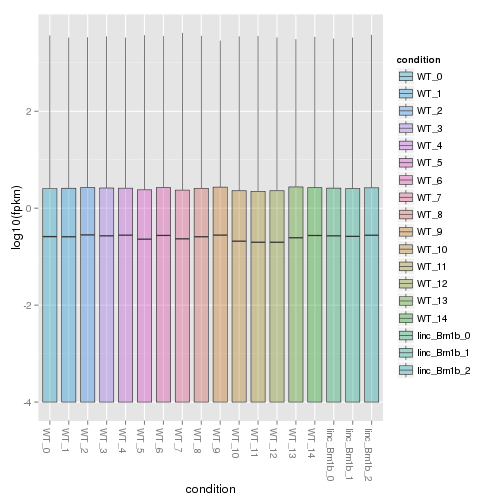 log10(fpkm)
2
0
-2
-4
WT_0
WT_1
WT_2
WT_3
WT_4
WT_5
WT_6
WT_7
WT_8
WT_9
WT_10
WT_11
WT_12
WT_13
WT_14
linc_Brn1b_0
linc_Brn1b_1
linc_Brn1b_2
condition
condition
WT_0
WT_1
WT_2
WT_3
WT_4
WT_5
WT_6
WT_7
WT_8
WT_9
WT_10
WT_11
WT_12
WT_13
WT_14
linc_Brn1b_0
linc_Brn1b_1
linc_Brn1b_2